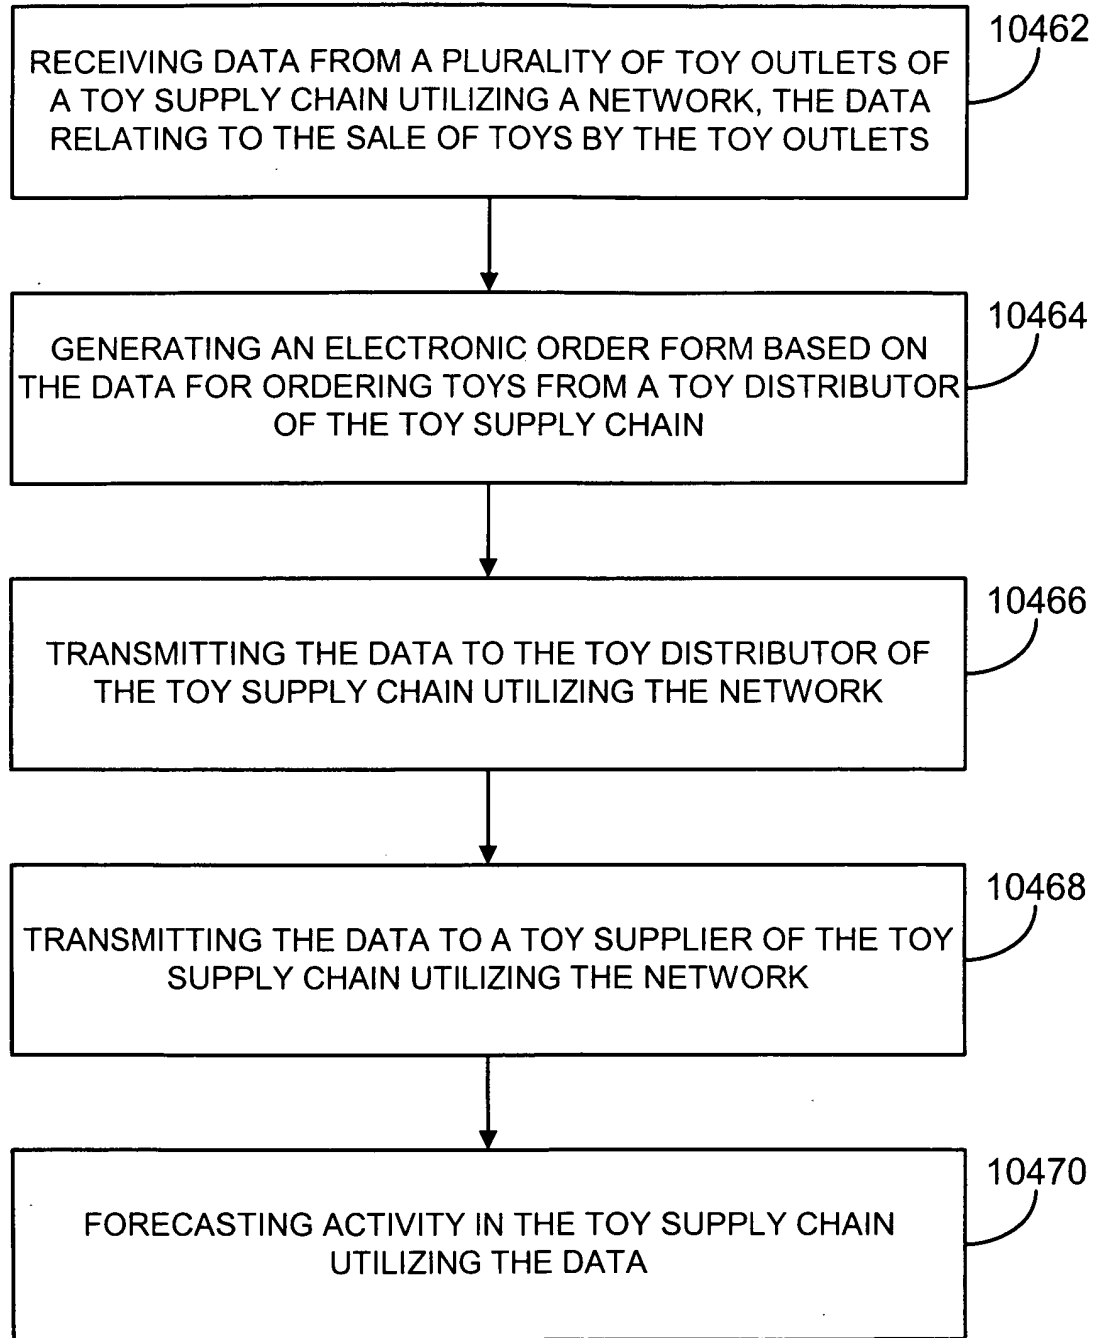 10462
RECEIVING DATA FROM A PLURALITY OF TOY OUTLETS OF
A TOY SUPPLY CHAIN UTILIZING A NETWORK, THE DATA
RELATING TO THE SALE OF TOYS BY THE TOY OUTLETS
10464
GENERATING AN ELECTRONIC ORDER FORM BASED ON
THE DATA FOR ORDERING TOYS FROM A TOY DISTRIBUTOR
OF THE TOY SUPPLY CHAIN
10466
TRANSMITTING THE DATA TO THE TOY DISTRIBUTOR OF
THE TOY SUPPLY CHAIN UTILIZING THE NETWORK
10468
TRANSMITTING THE DATA TO A TOY SUPPLIER OF THE TOY
SUPPLY CHAIN UTILIZING THE NETWORK
10470
FORECASTING ACTIVITY IN THE TOY SUPPLY CHAIN
UTILIZING THE DATA